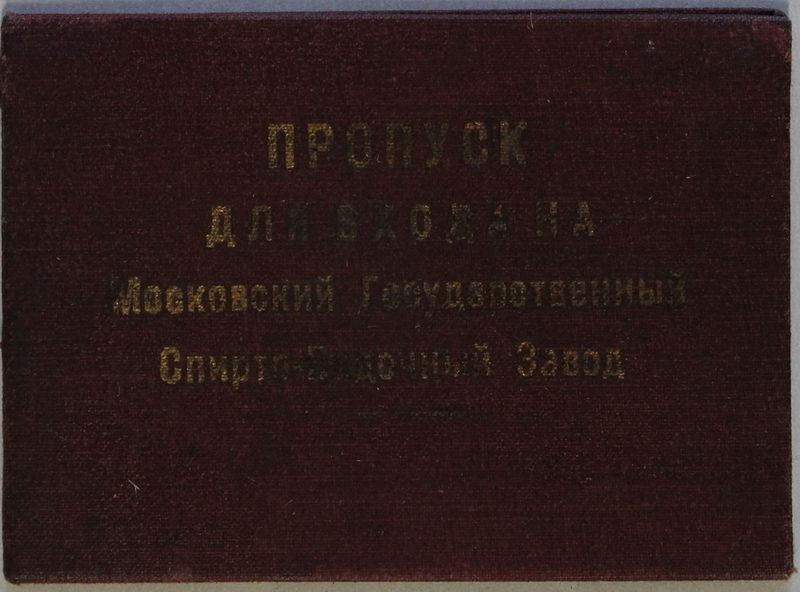 ПРОПУСК
ДЛЯ ВХОДА НА
Московский Государственный
Спирто-Водочный Завод